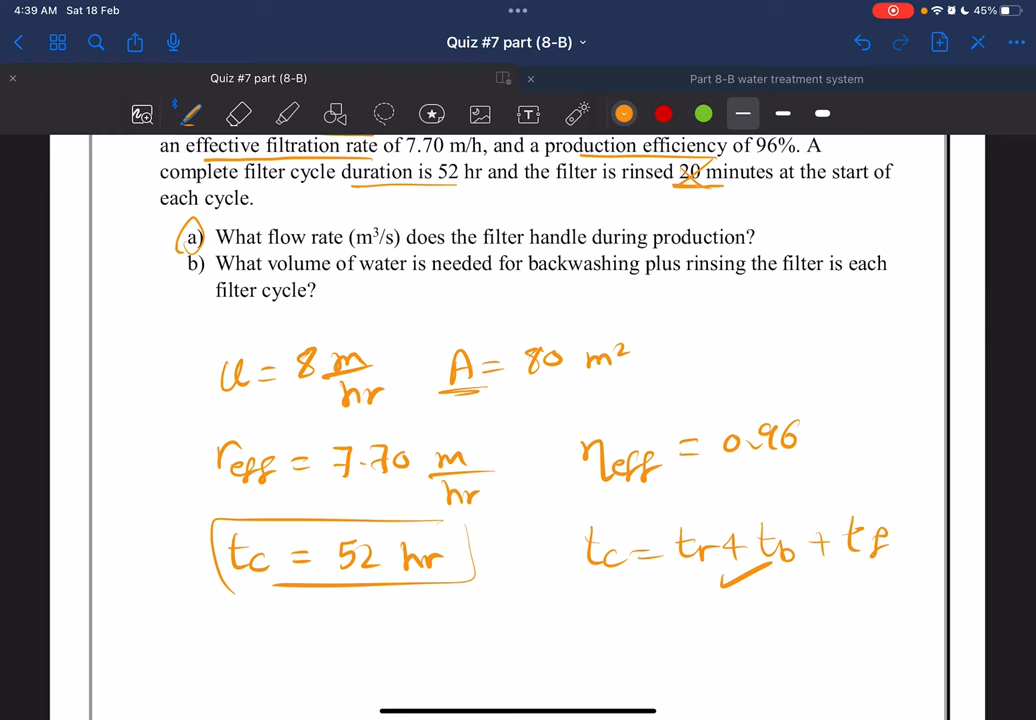 4:39 AM Sat 18 Feb
45%
Quiz #7 part (8-B)
Quiz #7 part (8-B)
Part 8-B water treatment system
an effective filtration rate of 7.70 m/h, and a production efficiency of 96%. A
complete filter cycle duration is 52 hr and the filter is rinsed 20 minutes at the start of
each cycle.
a) What flow rate (m³/s) does the filter handle during production?
b) What volume of water is needed for backwashing plus rinsing the filter is each
filter cycle?
u = 8 m/hr A = 80 m²
reff = 7.70 m/hr ηeff = 0.96
tc = 52 hr tc = tr + tb + tf